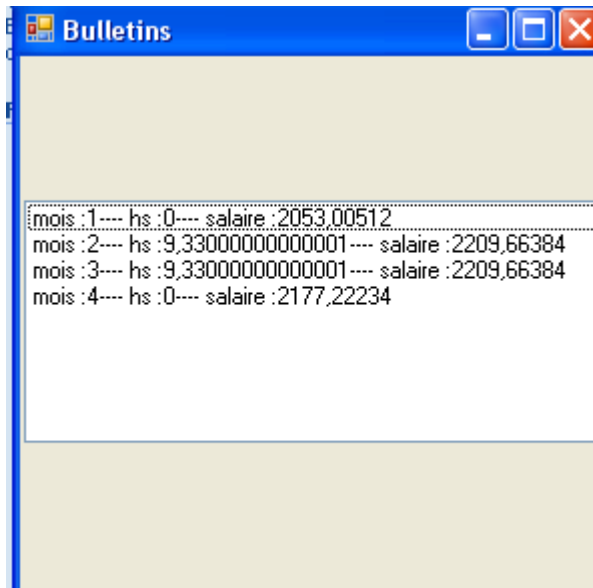 Bulletins
mois :1---- hs :0---- salaire :2053,00512
mois :2---- hs :9,33000000000001---- salaire :2209,66384
mois :3---- hs :9,33000000000001---- salaire :2209,66384
mois :4---- hs :0---- salaire :2177,22234